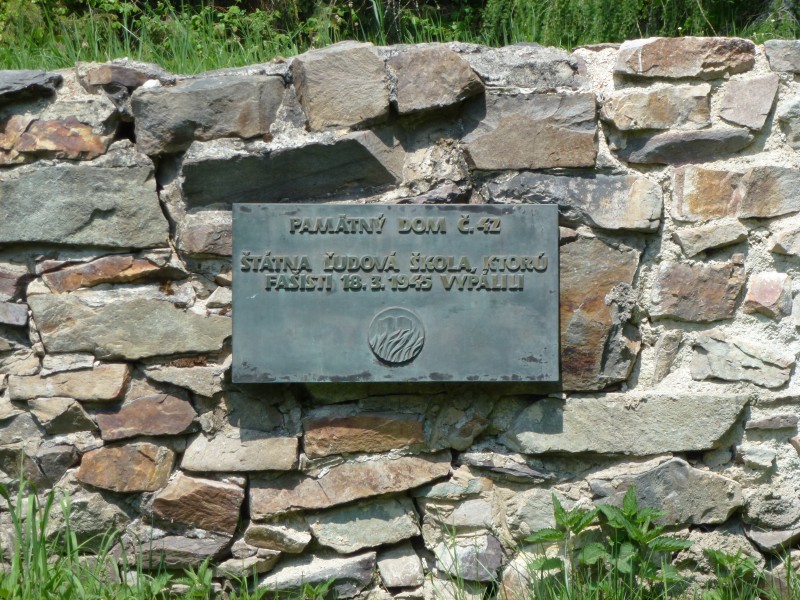 PAMÄTNÝ DOM Č. 42
ŠTÁTNA ĽUDOVÁ ŠKOLA, KTORÚ
FAŠISTI 18. 3. 1945 VYPÁLILI